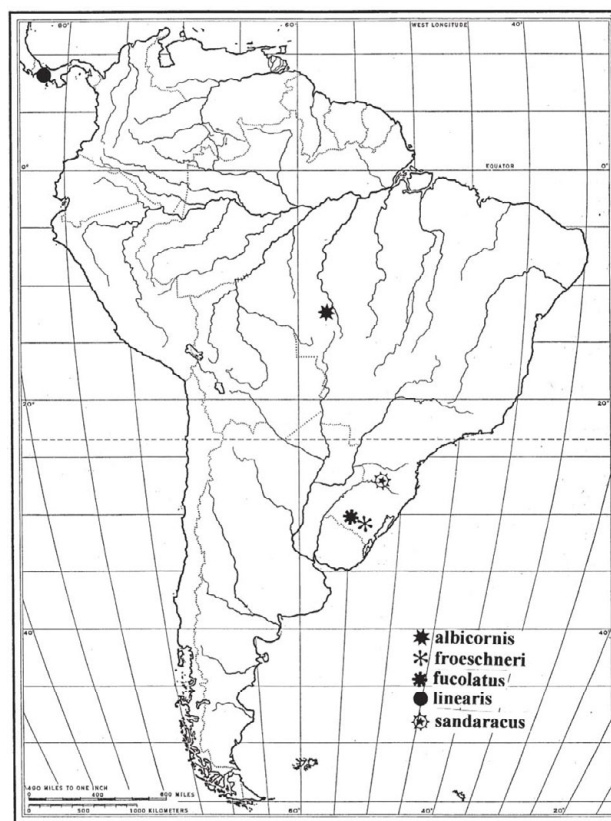 80° 60° WEST LONGITUDE 40°
0° EQUATOR 0°
20° 20°
40° 40°
albicornis
froeschneri
fucolatus
linearis
sandaracus
400 MILES TO ONE INCH
0 400 800 MILES
0 500 1000 KILOMETERS
60° 40° 20°